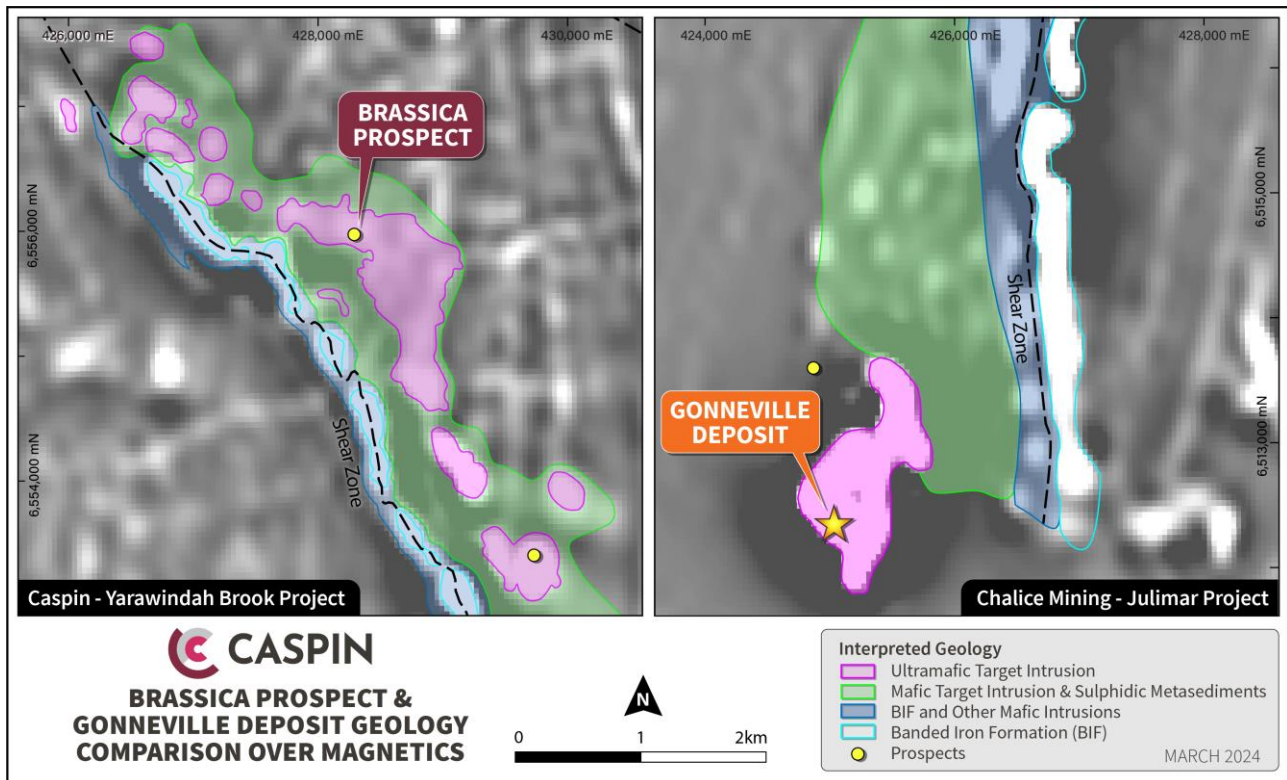 426,000 mE
428,000 mE
430,000 mE
6,556,000 mN
6,554,000 mN
BRASSICA
PROSPECT
Shear Zone
Caspin - Yarawindah Brook Project
424,000 mE
426,000 mE
428,000 mE
6,515,000 mN
6,513,000 mN
Shear Zone
GONNEVILLE
DEPOSIT
Chalice Mining - Julimar Project
CASPIN
BRASSICA PROSPECT &
GONNEVILLE DEPOSIT GEOLOGY
COMPARISON OVER MAGNETICS
N
0 1 2km
Interpreted Geology
Ultramafic Target Intrusion
Mafic Target Intrusion & Sulphidic Metasediments
BIF and Other Mafic Intrusions
Banded Iron Formation (BIF)
Prospects
MARCH 2024